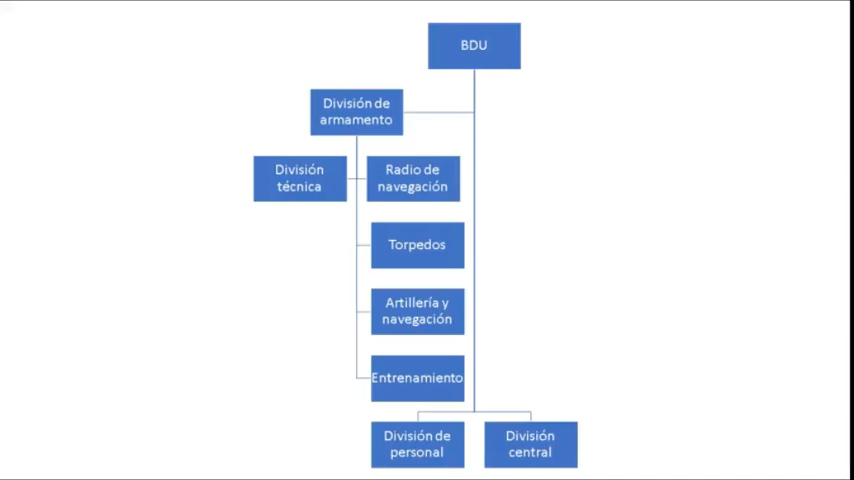 BDU
División de
armamento
División
técnica
Radio de
navegación
Torpedos
Artillería y
navegación
Entrenamiento
División de
personal
División
central